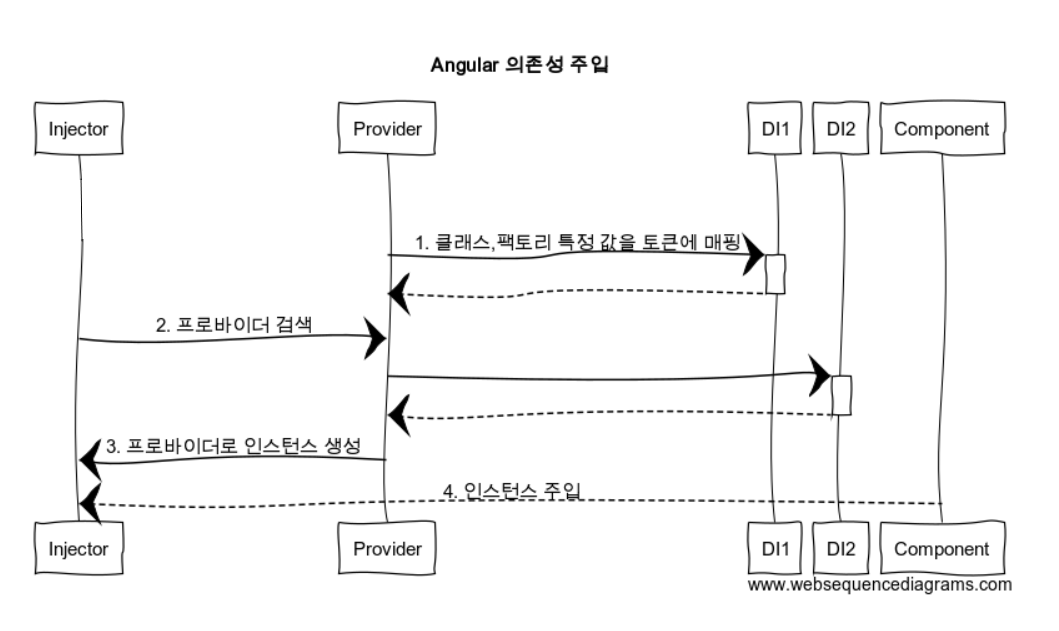 Angular 의존성 주입
Injector
Provider
DI1
DI2
Component
1. 클래스,팩토리 특정 값을 토큰에 매핑
2. 프로바이더 검색
3. 프로바이더로 인스턴스 생성
4. 인스턴스 주입
Injector
Provider
DI1
DI2
Component
www.websequencediagrams.com